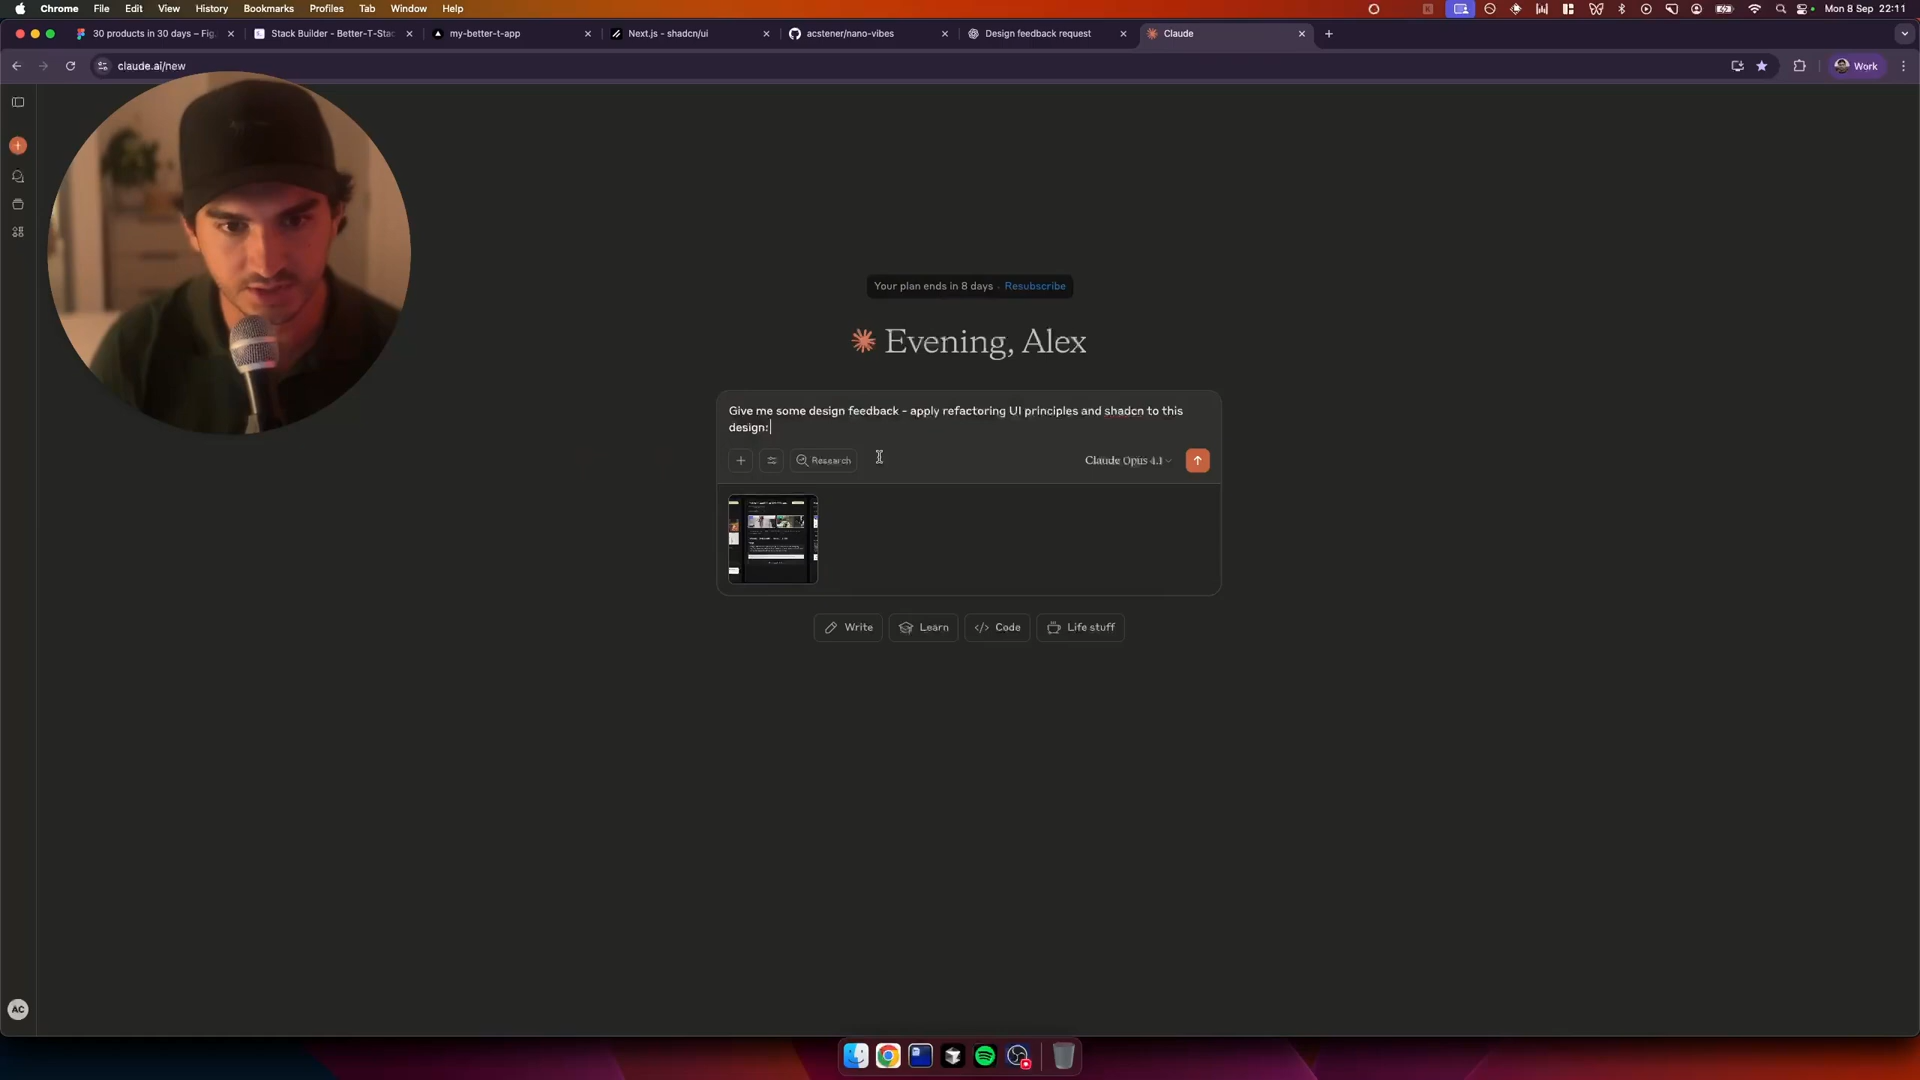 Chrome File Edit View History Bookmarks Profiles Tab Window Help
Mon 8 Sep 22:11
30 products in 30 days – Fig
Stack Builder - Better-T-Stac
my-better-t-app
Next.js - shadcn/ui
acstener/nano-vibes
Design feedback request
Claude
claude.ai/new
Work
Your plan ends in 8 days · Resubscribe
Evening, Alex
Give me some design feedback - apply refactoring UI principles and shadcn to this
design:
Research
Claude Opus 4.1
Write
Learn
Code
Life stuff
AC